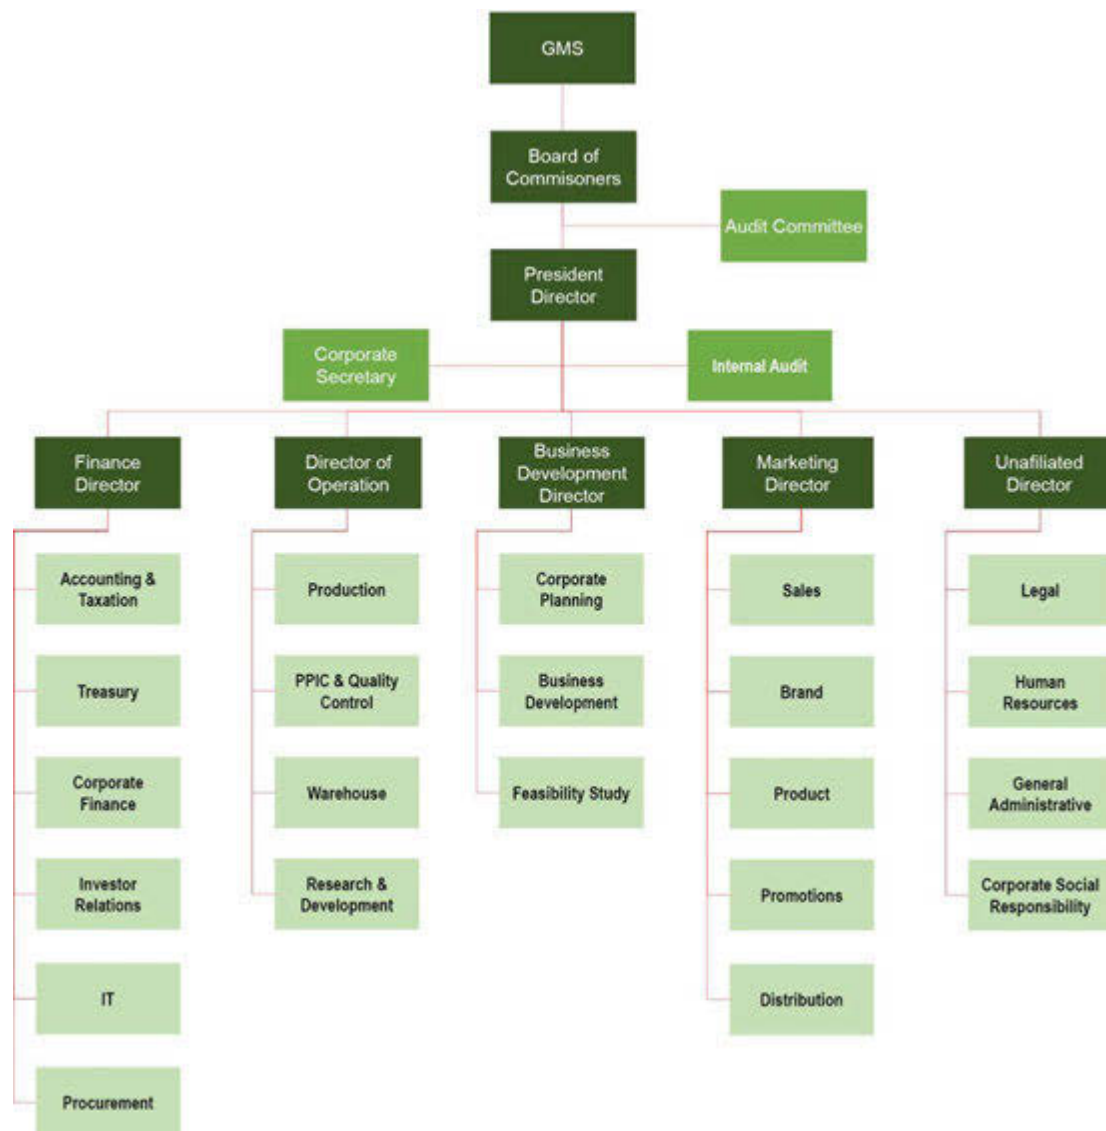 GMS
Board of
Commisoners
Audit Committee
President
Director
Corporate
Secretary
Internal Audit
Finance
Director
Director of
Operation
Business
Development
Director
Marketing
Director
Unafiliated
Director
Accounting &
Taxation
Production
Corporate
Planning
Sales
Legal
Treasury
PPIC & Quality
Control
Business
Development
Brand
Human
Resources
Corporate
Finance
Warehouse
Feasibility Study
Product
General
Administrative
Investor
Relations
Research &
Development
Promotions
Corporate Social
Responsibility
IT
Distribution
Procurement